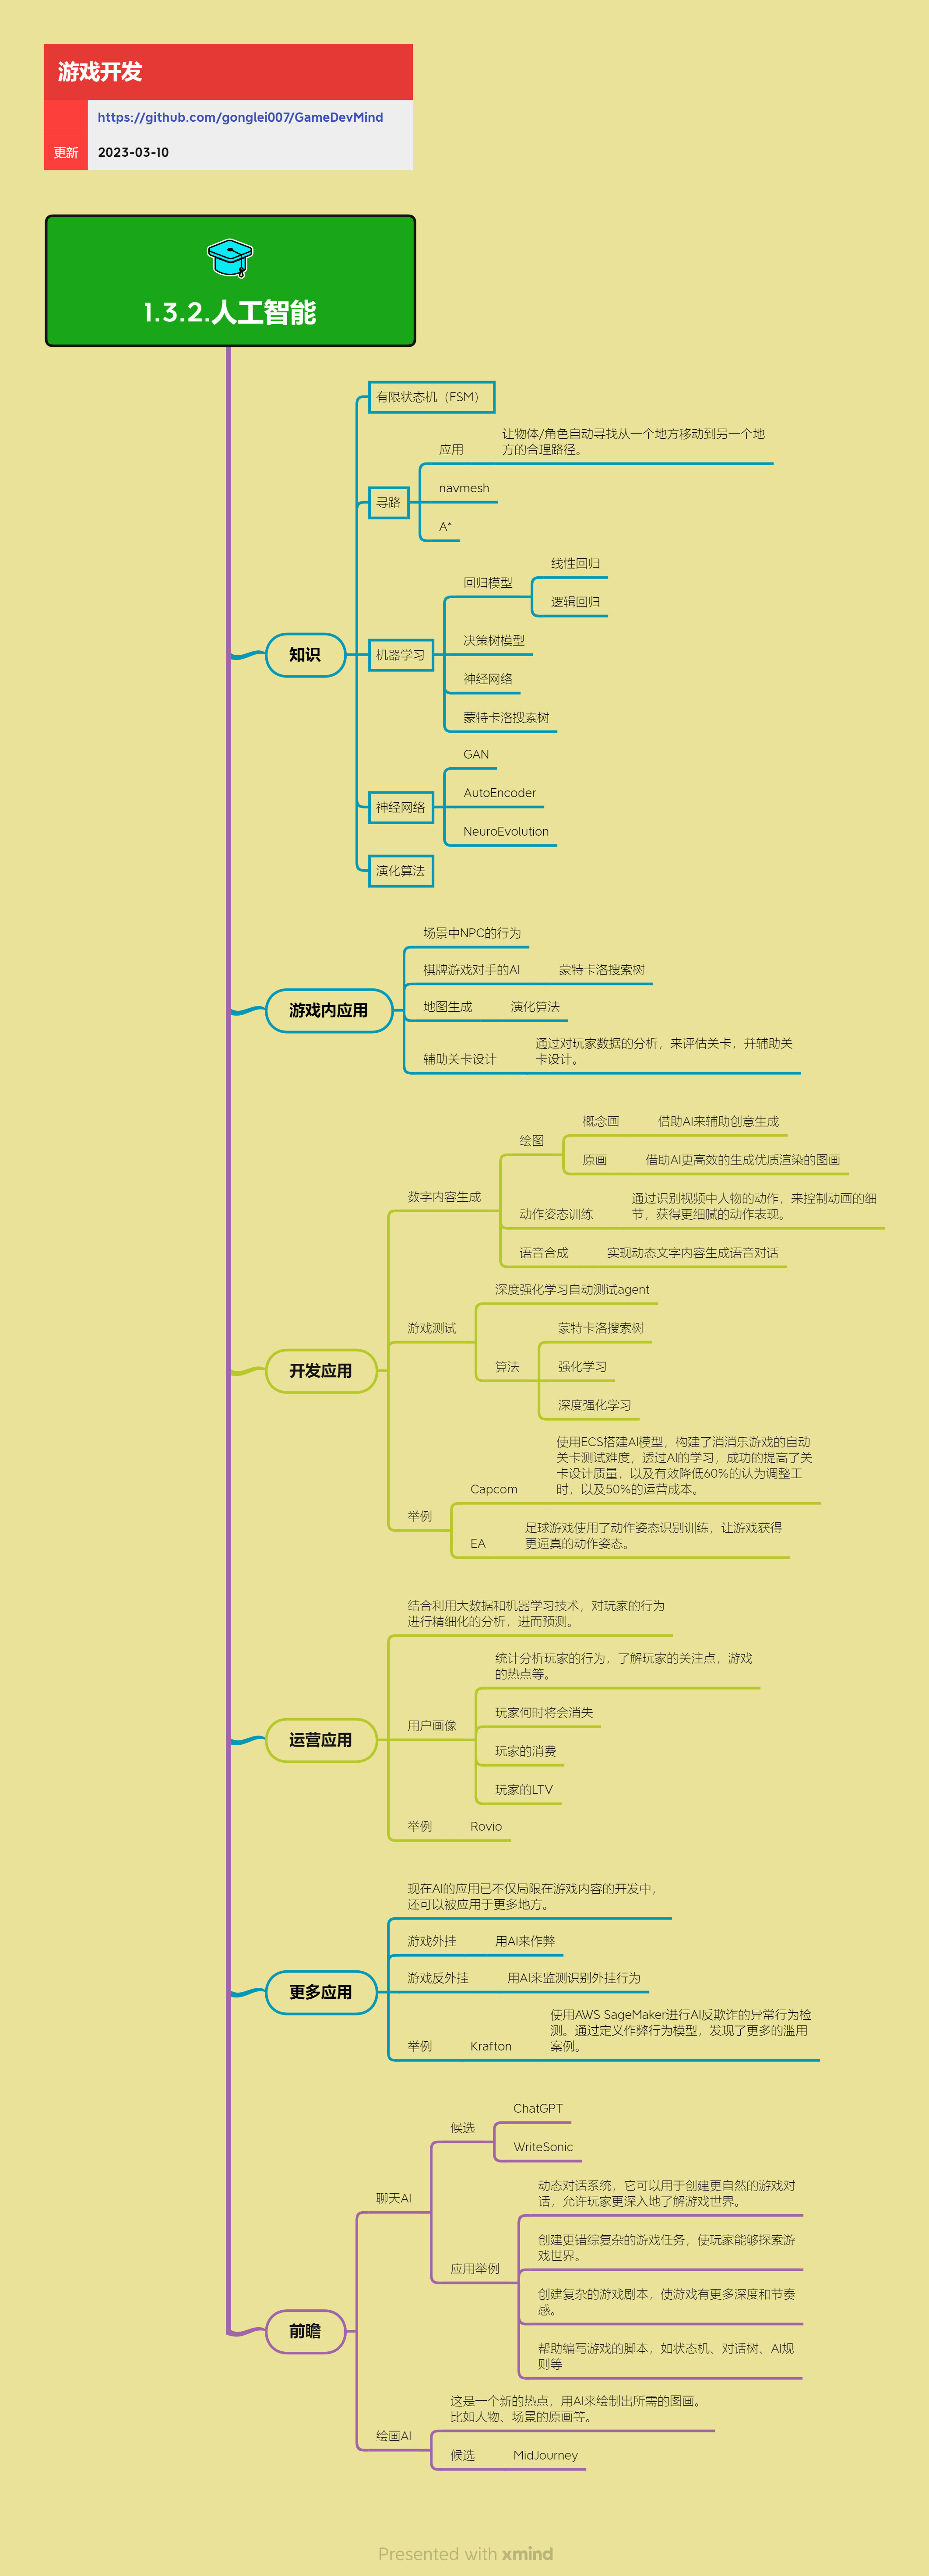 游戏开发
https://github.com/gonglei007/GameDevMind
更新
2023-03-10
1.3.2.人工智能
知识
有限状态机（FSM）
寻路
应用
让物体/角色自动寻找从一个地方移动到另一个地
方的合理路径。
navmesh
A*
机器学习
回归模型
线性回归
逻辑回归
决策树模型
神经网络
蒙特卡洛搜索树
神经网络
GAN
AutoEncoder
NeuroEvolution
演化算法
游戏内应用
场景中NPC的行为
棋牌游戏对手的AI
蒙特卡洛搜索树
地图生成
演化算法
辅助关卡设计
通过对玩家数据的分析，来评估关卡，并辅助关
卡设计。
开发应用
数字内容生成
绘图
概念画
借助AI来辅助创意生成
原画
借助AI更高效的生成优质渲染的图画
动作姿态训练
通过识别视频中人物的动作，来控制动画的细
节，获得更细腻的动作表现。
语音合成
实现动态文字内容生成语音对话
游戏测试
深度强化学习自动测试agent
算法
蒙特卡洛搜索树
强化学习
深度强化学习
举例
Capcom
使用ECS搭建AI模型，构建了消消乐游戏的自动
关卡测试难度，透过AI的学习，成功的提高了关
卡设计质量，以及有效降低60%的认为调整工
时，以及50%的运营成本。
EA
足球游戏使用了动作姿态识别训练，让游戏获得
更逼真的动作姿态。
运营应用
结合利用大数据和机器学习技术，对玩家的行为
进行精细化的分析，进而预测。
用户画像
统计分析玩家的行为，了解玩家的关注点，游戏
的热点等。
玩家何时将会消失
玩家的消费
玩家的LTV
举例
Rovio
更多应用
现在AI的应用已不仅局限在游戏内容的开发中，
还可以被应用于更多地方。
游戏外挂
用AI来作弊
游戏反外挂
用AI来监测识别外挂行为
举例
Krafton
使用AWS SageMaker进行AI反欺诈的异常行为检
测。通过定义作弊行为模型，发现了更多的滥用
案例。
前瞻
聊天AI
候选
ChatGPT
WriteSonic
应用举例
动态对话系统，它可以用于创建更自然的游戏对
话，允许玩家更深入地了解游戏世界。
创建更错综复杂的游戏任务，使玩家能够探索游
戏世界。
创建复杂的游戏剧本，使游戏有更多深度和节奏
感。
帮助编写游戏的脚本，如状态机、对话树、AI规
则等
绘画AI
这是一个新的热点，用AI来绘制出所需的图画。
比如人物、场景的原画等。
候选
MidJourney
Presented with xmind